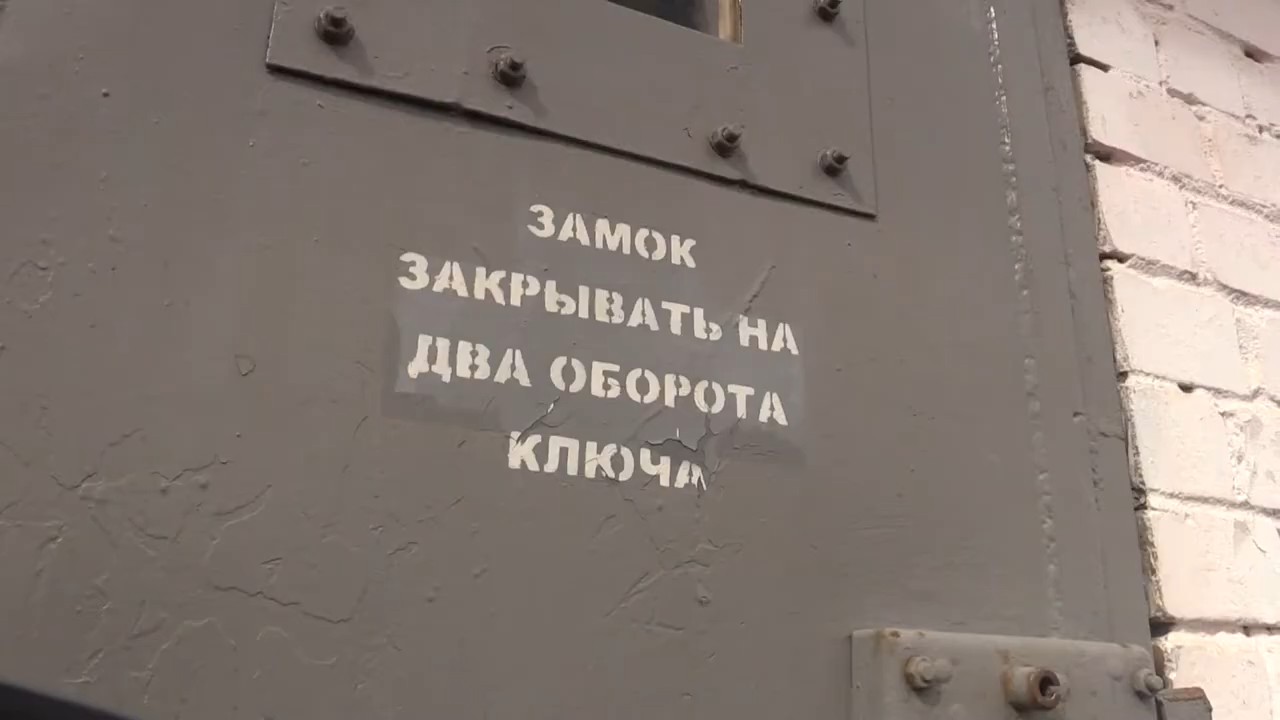 ЗАМОК
ЗАКРЫВАТЬ НА
ДВА ОБОРОТА
КЛЮЧА